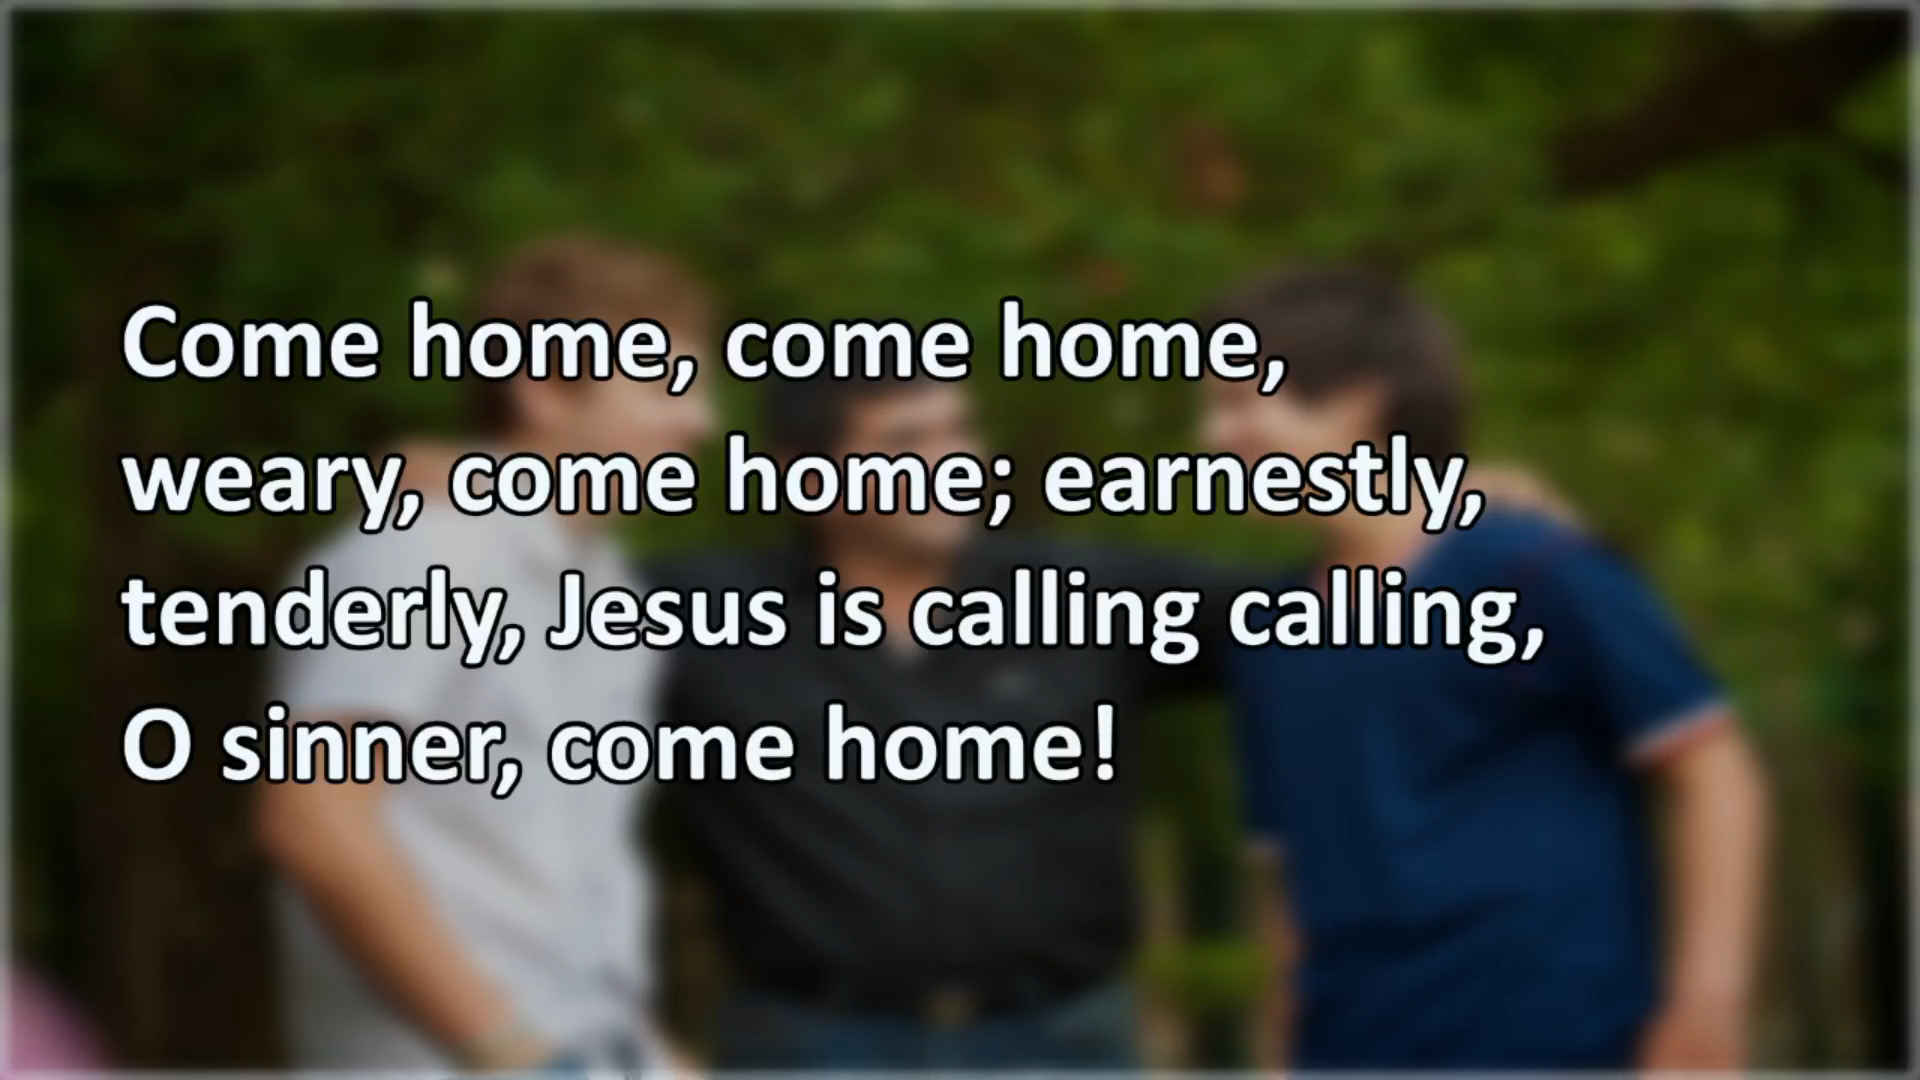 Come home, come home,
weary, come home; earnestly,
tenderly, Jesus is calling calling,
O sinner, come home!